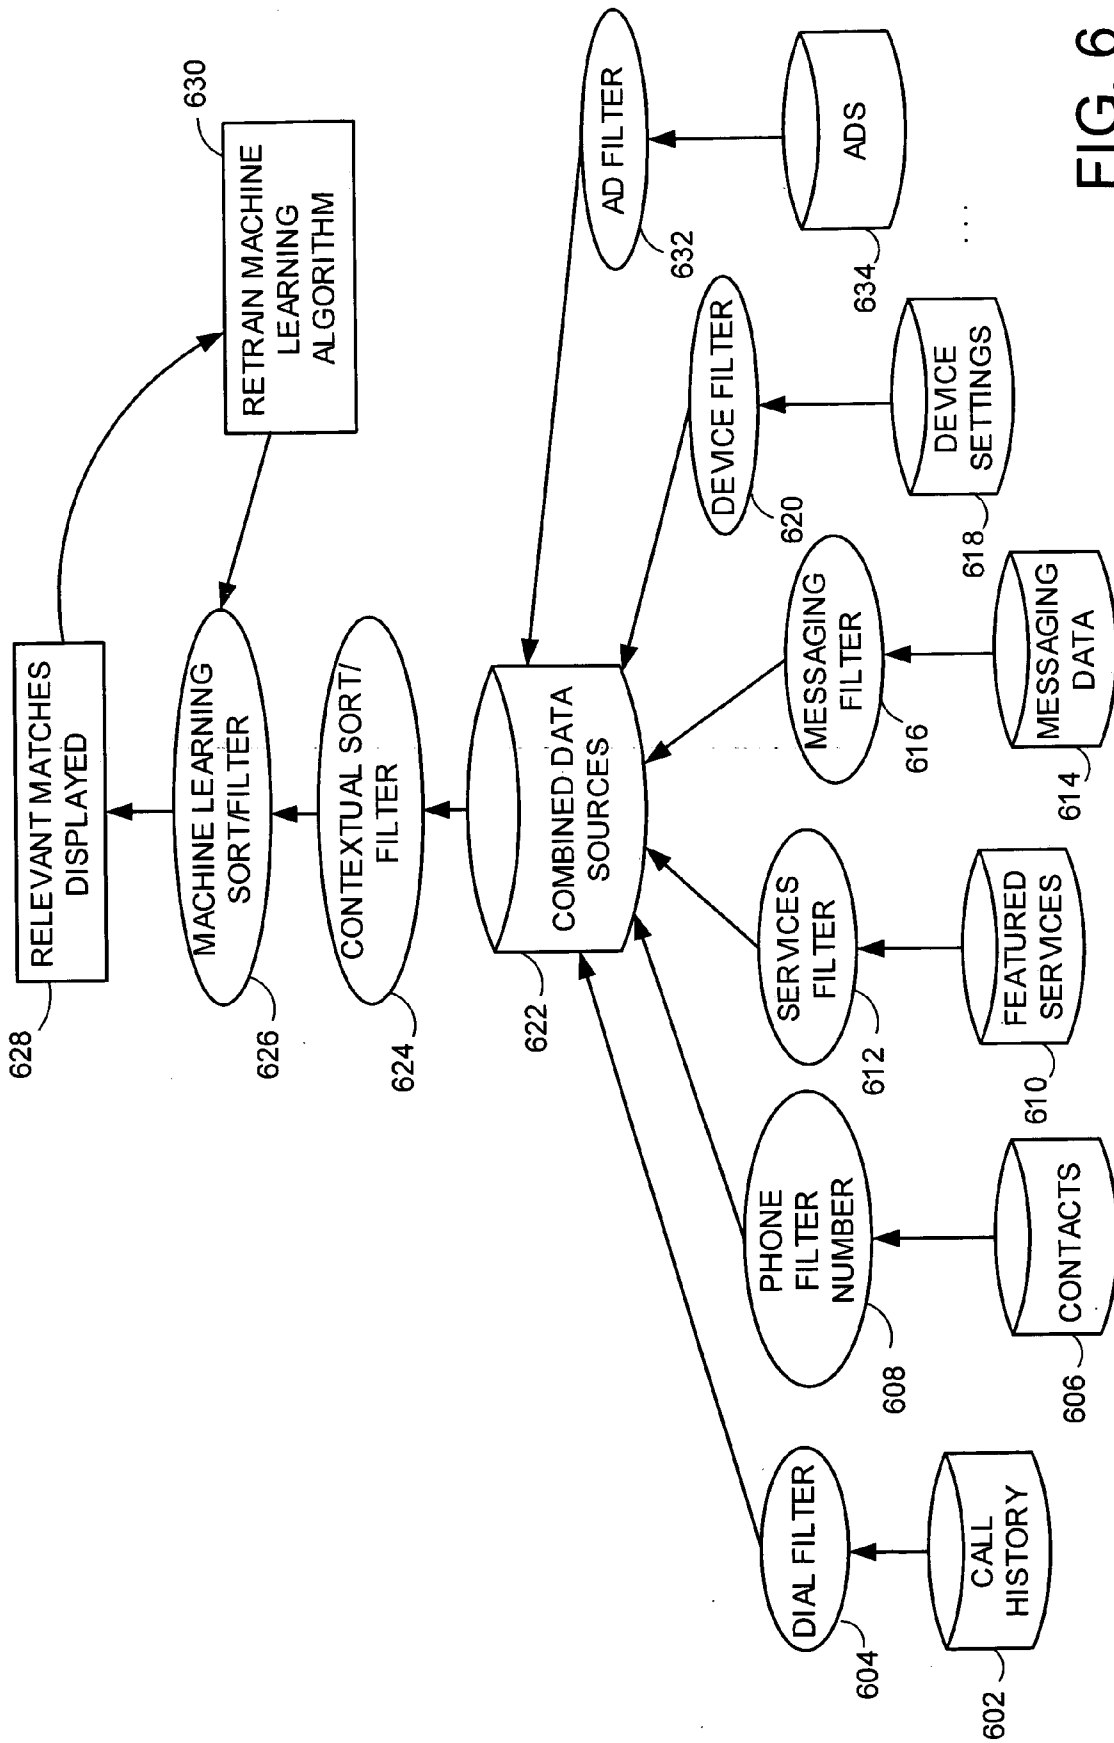 628
RELEVANT MATCHES
DISPLAYED
630
RETRAIN MACHINE
LEARNING
ALGORITHM
626
MACHINE LEARNING
SORT/FILTER
624
CONTEXTUAL SORT/
FILTER
622
COMBINED DATA
SOURCES
604
DIAL FILTER
608
PHONE
FILTER
NUMBER
612
SERVICES
FILTER
616
MESSAGING
FILTER
620
DEVICE FILTER
632
AD FILTER
602
CALL
HISTORY
606
CONTACTS
610
FEATURED
SERVICES
614
MESSAGING
DATA
618
DEVICE
SETTINGS
634
ADS
...
FIG. 6